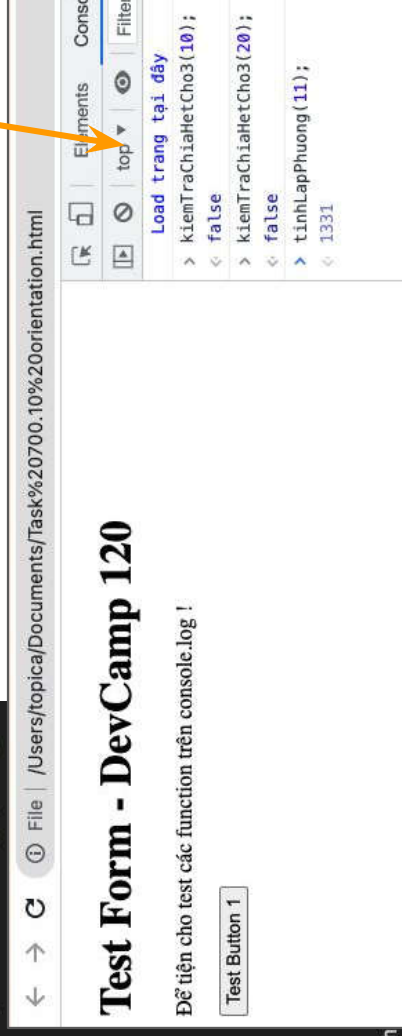 File | /Users/topica/Documents/Task%20700.10%20orientation.html
Test Form - DevCamp 120
Để tiện cho test các function trên console.log !
Test Button 1
Elements
top
Filter
Load trang tại đây
> kiemTraChiaHetCho3(10);
false
> kiemTraChiaHetCho3(20);
false
> tinhLapPhuong(11);
1331